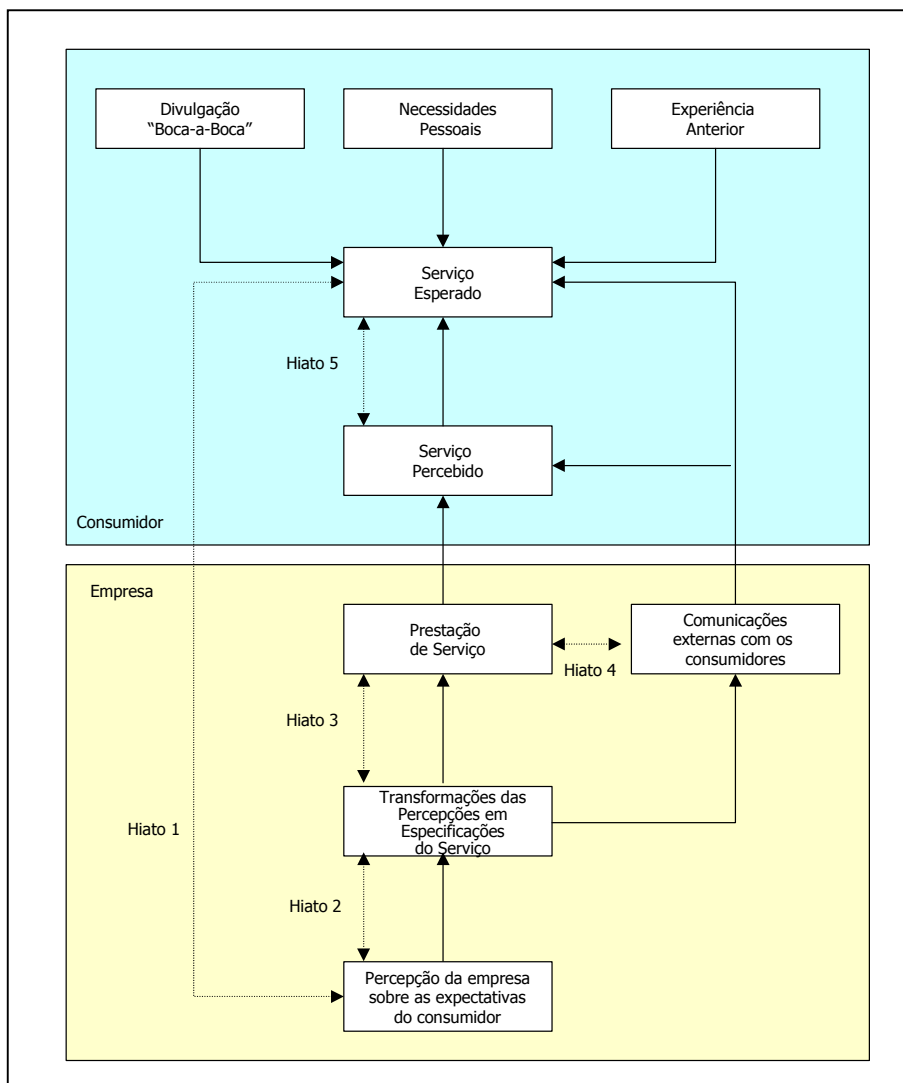 Divulgação
“Boca-a-Boca”
Necessidades
Pessoais
Experiência
Anterior
Serviço
Esperado
Hiato 5
Serviço
Percebido
Consumidor
Empresa
Prestação
de Serviço
Comunicações
externas com os
consumidores
Hiato 4
Hiato 3
Transformações das
Percepções em
Especificações
do Serviço
Hiato 1
Hiato 2
Percepção da empresa
sobre as expectativas
do consumidor